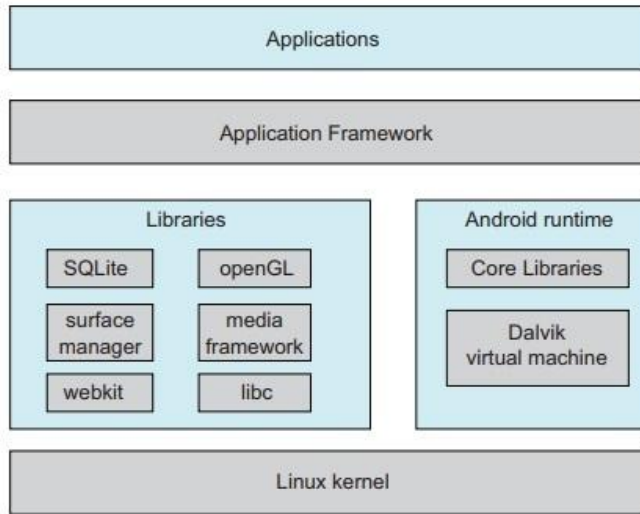 Applications
Application Framework
Libraries
SQLite
openGL
surface
manager
media
framework
webkit
libc
Android runtime
Core Libraries
Dalvik
virtual machine
Linux kernel